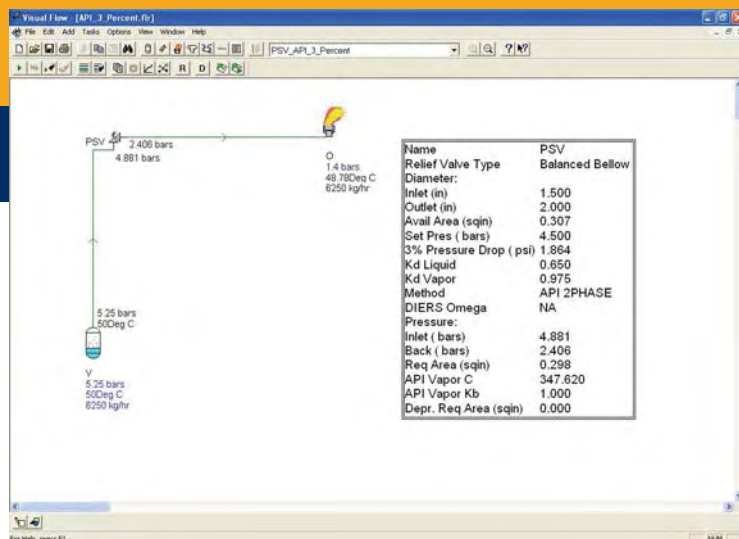 Visual Flow - [API_3_Percent.flr]
File Edit Add Tasks Options View Window Help
PSV_API_3_Percent
R D
PSV
2.406 bars
4.881 bars
O
1.4 bars
48.78Deg C
6250 kg/hr
5.25 bars
50Deg C
V
5.25 bars
50Deg C
6250 kg/hr
Name PSV
Relief Valve Type Balanced Bellow
Diameter:
Inlet (in) 1.500
Outlet (in) 2.000
Avail Area (sqin) 0.307
Set Pres ( bars) 4.500
3% Pressure Drop ( psi) 1.864
Kd Liquid 0.650
Kd Vapor 0.975
Method API 2PHASE
DIERS Omega NA
Pressure:
Inlet ( bars) 4.881
Back ( bars) 2.406
Req Area (sqin) 0.298
API Vapor C 347.620
API Vapor Kb 1.000
Depr. Req Area (sqin) 0.000